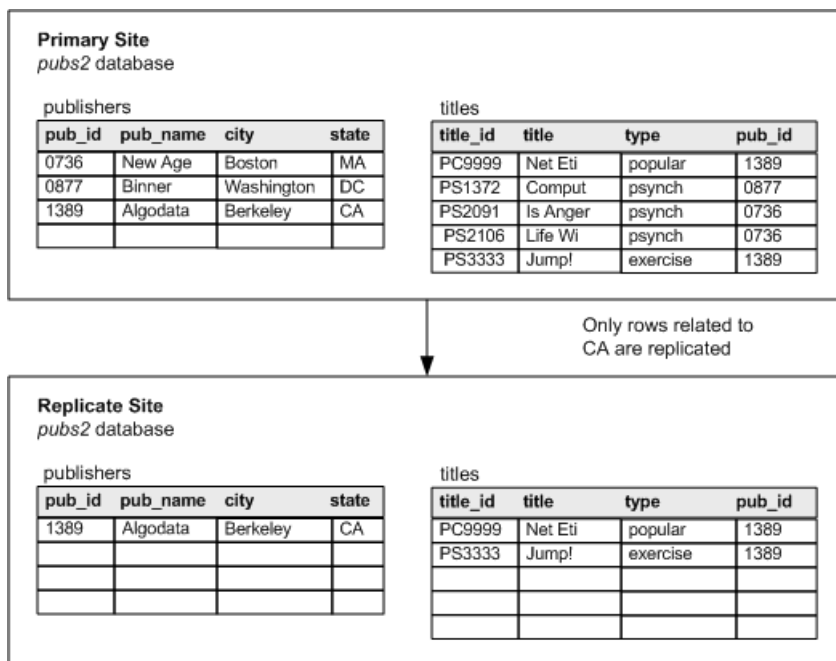 Primary Site
pubs2 database
publishers
pub_id pub_name city state
0736 New Age Boston MA
0877 Binner Washington DC
1389 Algodata Berkeley CA
titles
title_id title type pub_id
PC9999 Net Eti popular 1389
PS1372 Comput psynch 0877
PS2091 Is Anger psynch 0736
PS2106 Life Wi psynch 0736
PS3333 Jump! exercise 1389
Only rows related to
CA are replicated
Replicate Site
pubs2 database
publishers
pub_id pub_name city state
1389 Algodata Berkeley CA
titles
title_id title type pub_id
PC9999 Net Eti popular 1389
PS3333 Jump! exercise 1389